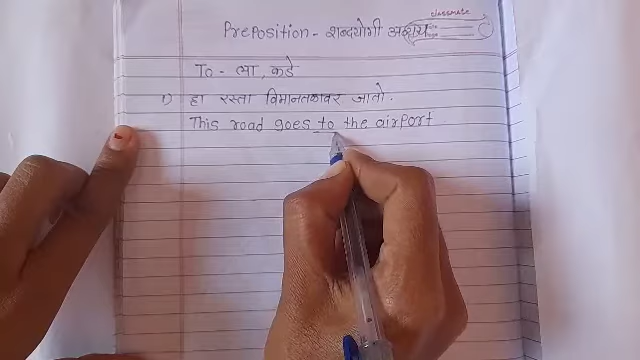 classmate
Preposition - शब्दयोगी अव्यय
To - ला, कडे
1) हा रस्ता विमानतळावर जातो.
This road goes to the airport